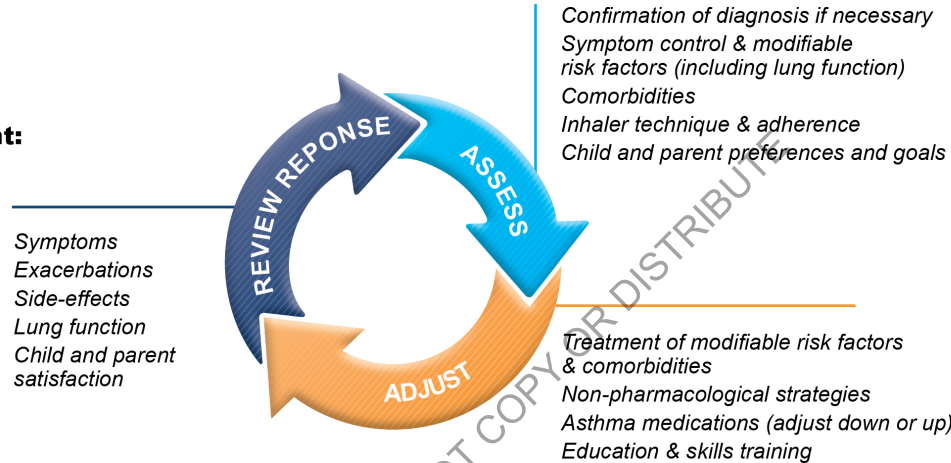 Confirmation of diagnosis if necessary
Symptom control & modifiable
risk factors (including lung function)
Comorbidities
Inhaler technique & adherence
Child and parent preferences and goals
REVIEW REPONSE
ASSESS
ADJUST
Symptoms
Exacerbations
Side-effects
Lung function
Child and parent
satisfaction
Treatment of modifiable risk factors
& comorbidities
Non-pharmacological strategies
Asthma medications (adjust down or up)
Education & skills training
COPY OR DISTRIBUTE